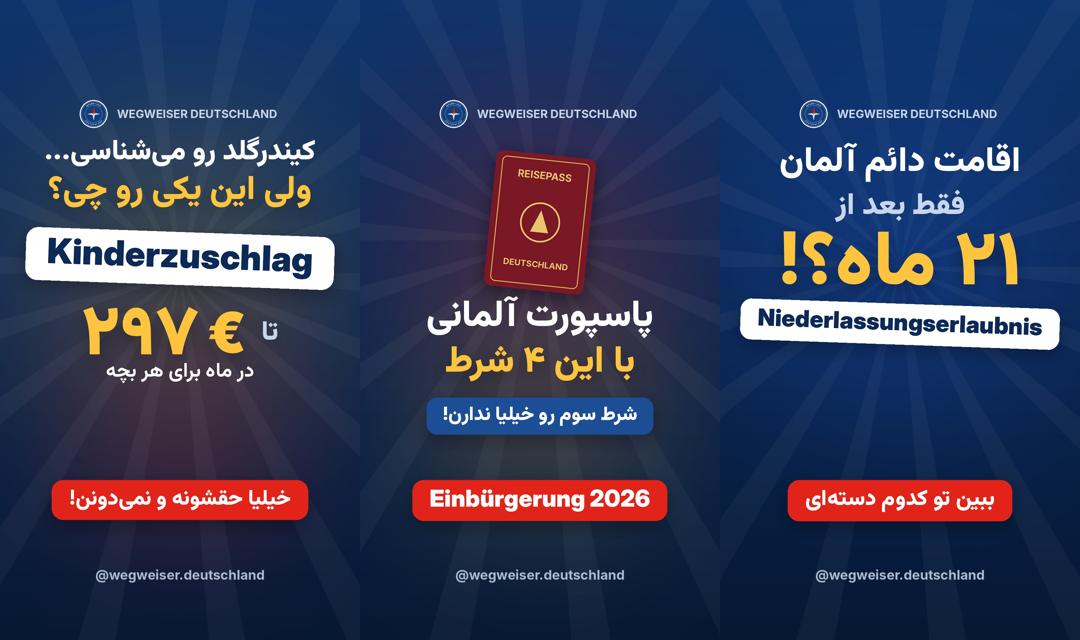 WEGWEISER DEUTSCHLAND
کیندرگلد رو می‌شناسی...
ولی این یکی رو چی؟
Kinderzuschlag
تا € ۲۹۷
در ماه برای هر بچه
خیلیا حقشونه و نمی‌دونن!
@wegweiser.deutschland
WEGWEISER DEUTSCHLAND
REISEPASS
DEUTSCHLAND
پاسپورت آلمانی
با این ۴ شرط
شرط سوم رو خیلیا ندارن!
Einbürgerung 2026
@wegweiser.deutschland
WEGWEISER DEUTSCHLAND
اقامت دائم آلمان
فقط بعد از
۲۱ ماه؟!
Niederlassungserlaubnis
ببین تو کدوم دسته‌ای
@wegweiser.deutschland